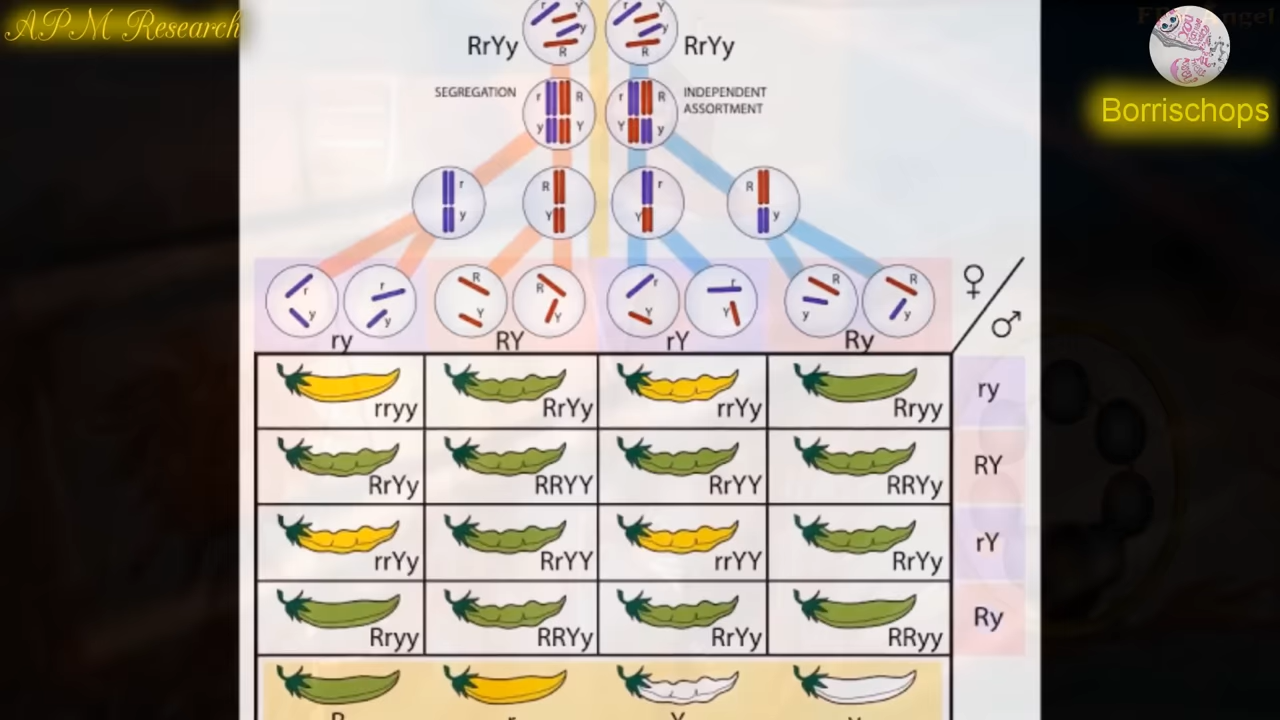 APM Research
Borrischops
r Y y R
RrYy
r Y y R
RrYy
SEGREGATION
INDEPENDENT
ASSORTMENT
r R
y Y
r R
Y y
r
y
R
Y
r
Y
R
y
r y
r y
R Y
R Y
r Y
r Y
R y
R y
ry RY rY Ry
♀
♂
rryy RrYy rrYy Rryy ry
RrYy RRYY RrYY RRYy RY
rrYy RrYY rrYY RrYy rY
Rryy RRYy RrYy RRyy Ry